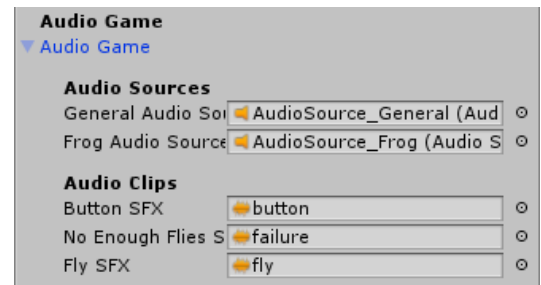 Audio Game
Audio Game
Audio Sources
General Audio Sou AudioSource_General (Aud
Frog Audio Source AudioSource_Frog (Audio S
Audio Clips
Button SFX button
No Enough Flies S failure
Fly SFX fly